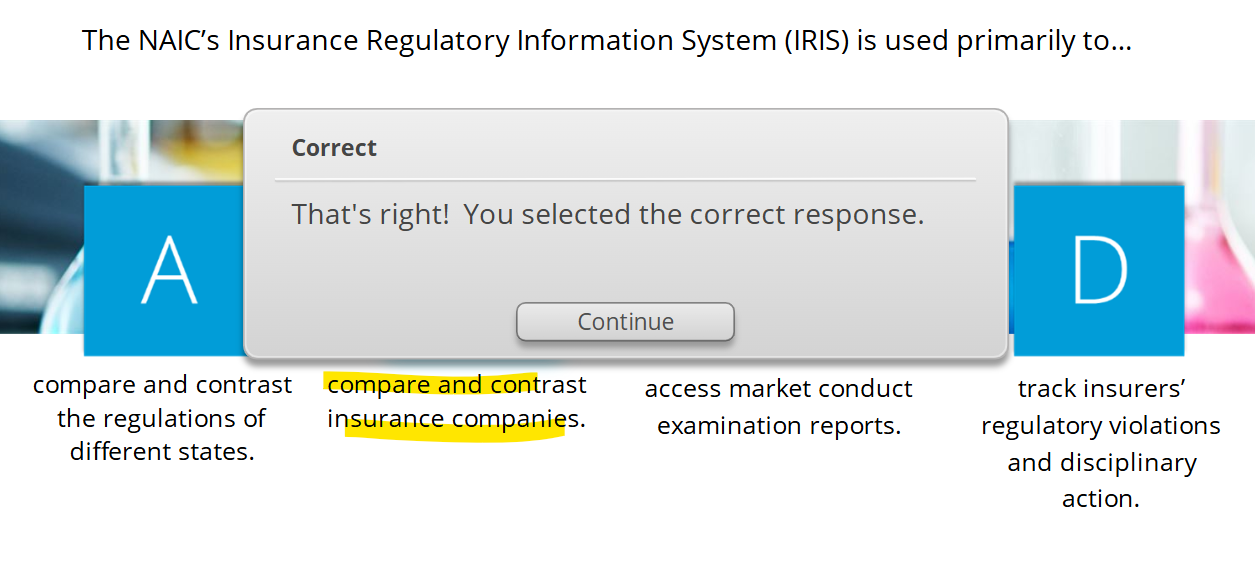 The NAIC’s Insurance Regulatory Information System (IRIS) is used primarily to...
Correct
That's right!  You selected the correct response.
Continue
A
D
compare and contrast
the regulations of
different states.
compare and contrast
insurance companies.
access market conduct
examination reports.
track insurers’
regulatory violations
and disciplinary
action.